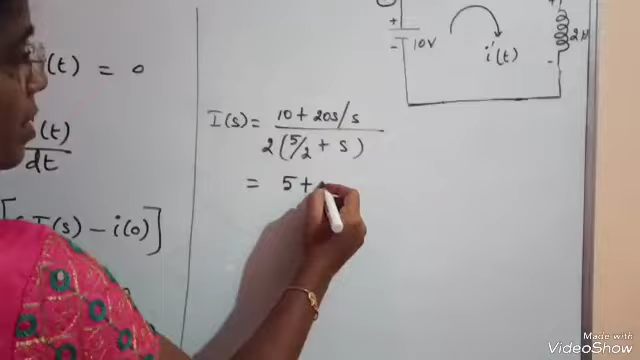 (t) = 0
(t)
dt
I(s) - i(0)]
I(s) = 10 + 20s/s
2(5/2 + s)
= 5 +
+
- 10V
i'(t)
+
2H
-
Made with
VideoShow